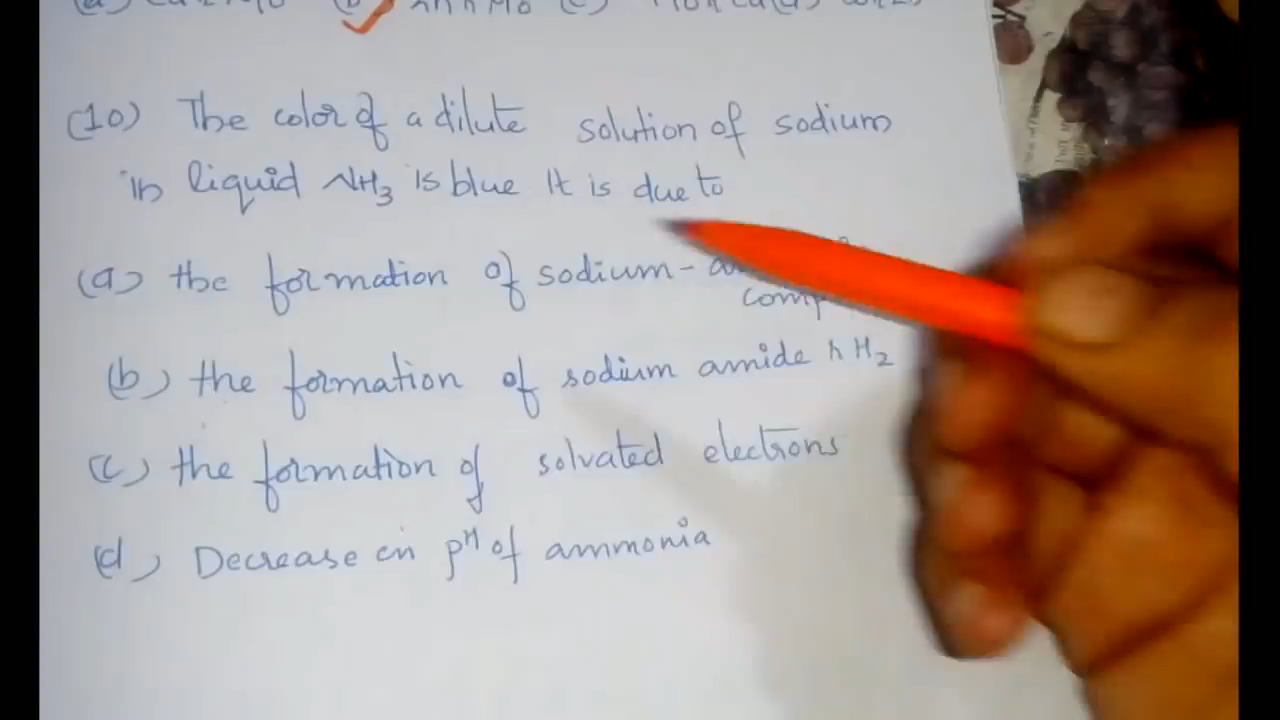 (10) The color of a dilute solution of sodium
in liquid NH3 is blue It is due to
(a) the formation of sodium-
(b) the formation of sodium amide NH2
(c) the formation of solvated electrons
(d) Decrease in pH of ammonia